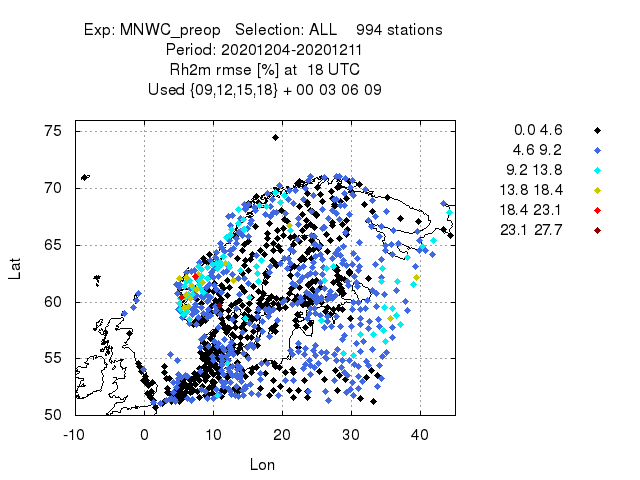 Exp: MNWC_preop   Selection: ALL    994 stations
Period: 20201204-20201211
Rh2m rmse [%] at  18 UTC
Used {09,12,15,18} + 00 03 06 09
0.0 4.6
4.6 9.2
9.2 13.8
13.8 18.4
18.4 23.1
23.1 27.7
75
70
65
60
55
50
Lat
-10 0 10 20 30 40
Lon